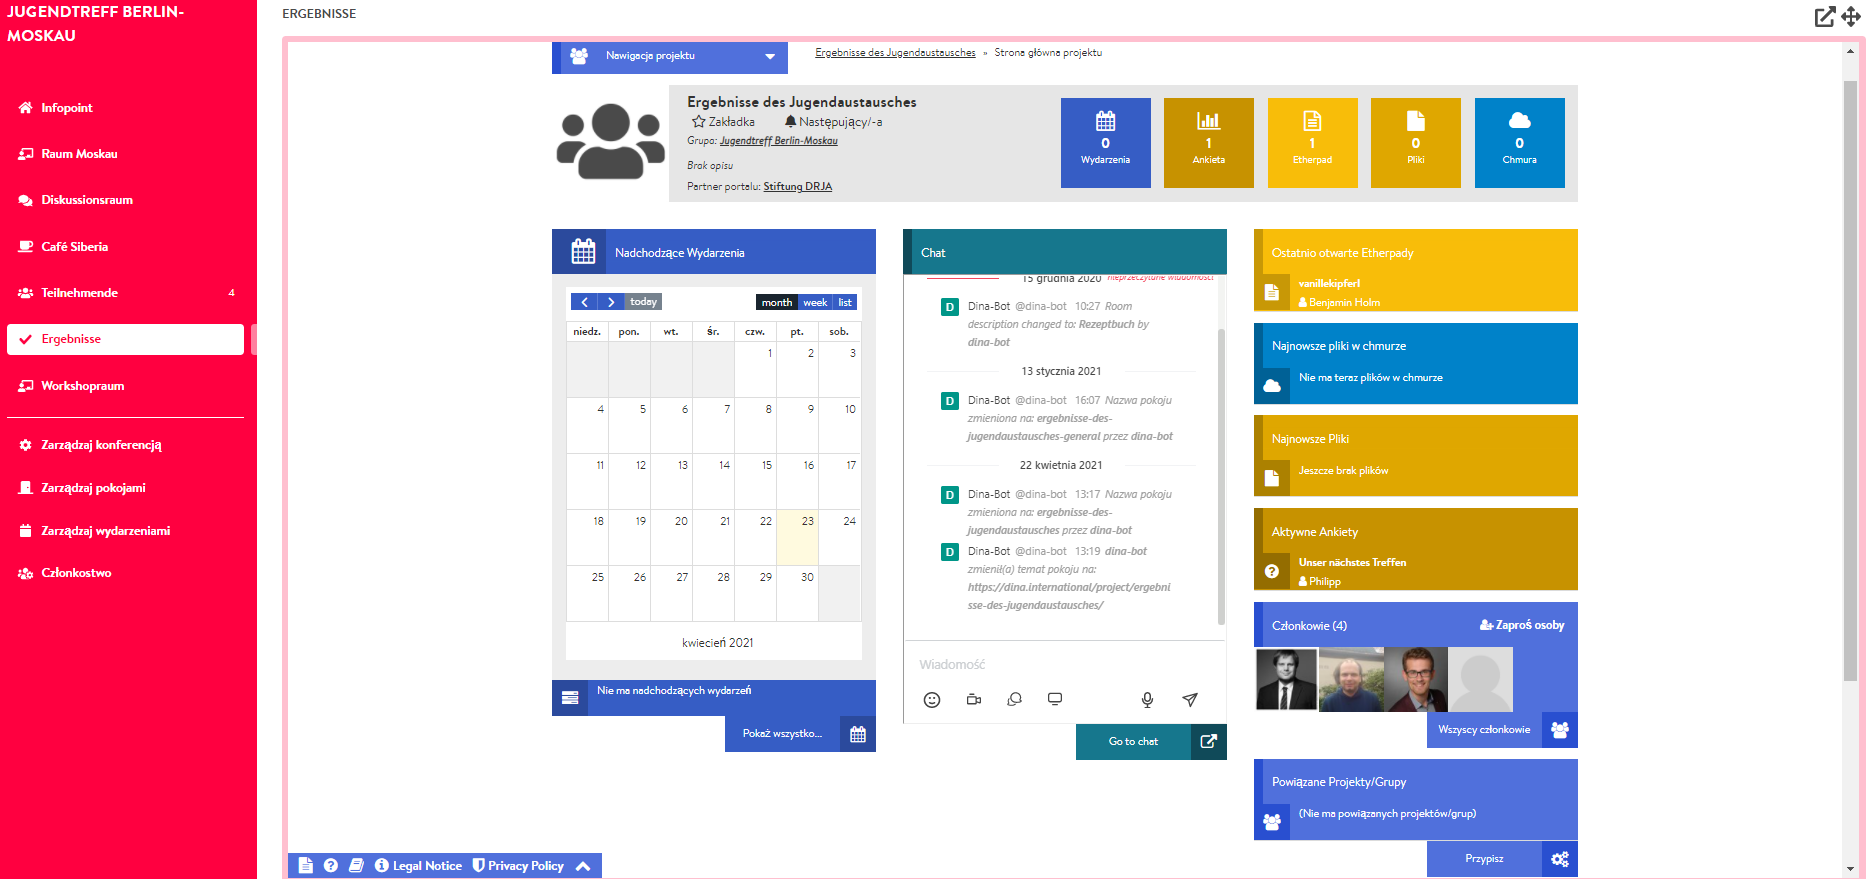 JUGENDTREFF BERLIN-
MOSKAU
Infopoint
Raum Moskau
Diskussionsraum
Café Siberia
Teilnehmende 4
Ergebnisse
Workshopraum
Zarządzaj konferencją
Zarządzaj pokojami
Zarządzaj wydarzeniami
Członkostwo
ERGEBNISSE
Nawigacja projektu
Ergebnisse des Jugendaustausches » Strona główna projektu
Ergebnisse des Jugendaustausches
Zakładka Następujący/-a
Grupa: Jugendtreff Berlin-Moskau
Brak opisu
Partner portalu: Stiftung DRJA
0
Wydarzenia
1
Ankieta
1
Etherpad
0
Pliki
0
Chmura
Nadchodzące Wydarzenia
today
month week list
niedz. pon. wt. śr. czw. pt. sob.
1 2 3
4 5 6 7 8 9 10
11 12 13 14 15 16 17
18 19 20 21 22 23 24
25 26 27 28 29 30
kwiecień 2021
Nie ma nadchodzących wydarzeń
Pokaż wszystko...
Chat
15 grudnia 2020 nieprzeczytane wiadomości
D Dina-Bot @dina-bot 10:27 Room
description changed to: Rezeptbuch by
dina-bot
13 stycznia 2021
D Dina-Bot @dina-bot 16:07 Nazwa pokoju
zmieniona na: ergebnisse-des-
jugendaustausches-general przez dina-bot
22 kwietnia 2021
D Dina-Bot @dina-bot 13:17 Nazwa pokoju
zmieniona na: ergebnisse-des-
jugendaustausches przez dina-bot
D Dina-Bot @dina-bot 13:19 dina-bot
zmienił(a) temat pokoju na:
https://dina.international/project/ergebni
sse-des-jugendaustausches/
Wiadomość
Go to chat
Ostatnio otwarte Etherpady
vanillekipferl
Benjamin Holm
Najnowsze pliki w chmurze
Nie ma teraz plików w chmurze
Najnowsze Pliki
Jeszcze brak plików
Aktywne Ankiety
Unser nächstes Treffen
Philipp
Członkowie (4) Zaproś osoby
Wszyscy członkowie
Powiązane Projekty/Grupy
(Nie ma powiązanych projektów/grup)
Przypisz
Legal Notice Privacy Policy